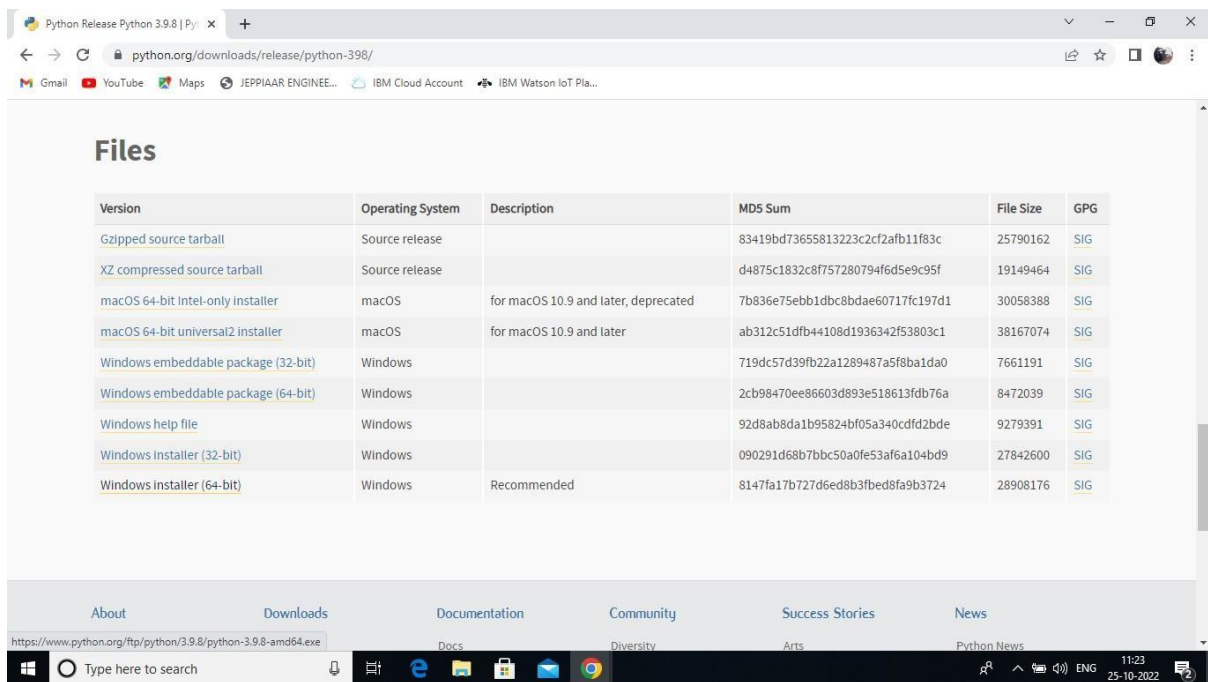 Python Release Python 3.9.8 | Py
python.org/downloads/release/python-398/
Gmail YouTube Maps JEPPIAAR ENGINEE... IBM Cloud Account IBM Watson IoT Pla...
Files
Version Operating System Description MD5 Sum File Size GPG
Gzipped source tarball Source release 83419bd73655813223c2cf2afb11f83c 25790162 SIG
XZ compressed source tarball Source release d4875c1832c8f757280794f6d5e9c95f 19149464 SIG
macOS 64-bit Intel-only installer macOS for macOS 10.9 and later, deprecated 7b836e75ebb1dbc8bdae60717fc197d1 30058388 SIG
macOS 64-bit universal2 installer macOS for macOS 10.9 and later ab312c51dfb44108d1936342f53803c1 38167074 SIG
Windows embeddable package (32-bit) Windows 719dc57d39fb22a1289487a5f8ba1da0 7661191 SIG
Windows embeddable package (64-bit) Windows 2cb98470ee86603d893e518613fdb76a 8472039 SIG
Windows help file Windows 92d8ab8da1b95824bf05a340cdfd2bde 9279391 SIG
Windows installer (32-bit) Windows 090291d68b7bbc50a0fe53af6a104bd9 27842600 SIG
Windows installer (64-bit) Windows Recommended 8147fa17b727d6ed8b3fbed8fa9b3724 28908176 SIG
About Downloads Documentation Community Success Stories News
https://www.python.org/ftp/python/3.9.8/python-3.9.8-amd64.exe Docs Diversity Arts Python News
Type here to search ENG 11:23
25-10-2022 2